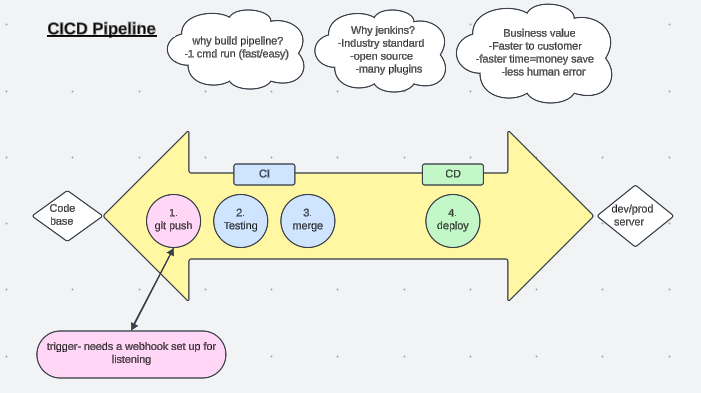 CICD Pipeline
why build pipeline?
-1 cmd run (fast/easy)
Why jenkins?
-Industry standard
-open source
-many plugins
Business value
-Faster to customer
-faster time=money save
-less human error
CI
CD
Code
base
1.
git push
2.
Testing
3.
merge
4.
deploy
dev/prod
server
trigger- needs a webhook set up for
listening